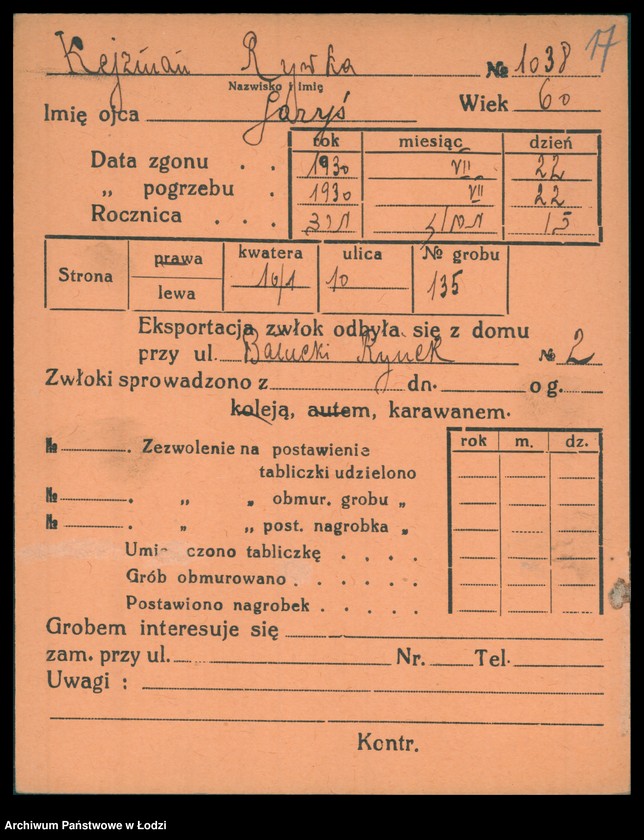 17
Kejzman Rywka № 1038
Nazwisko i Imię
Imię ojca Garyś Wiek 60
rok miesiąc dzień
Data zgonu . . 1930 VII 22
„ pogrzebu . 1930 VII 22
Rocznica . . .
Strona prawa kwatera ulica № grobu
lewa 16/1 10 135
Eksportacja zwłok odbyła się z domu
przy ul. Bałucki Rynek № 2
Zwłoki sprowadzono z dn. o g.
koleją, autem, karawanem.
rok m. dz.
№ . Zezwolenie na postawienie
tabliczki udzielono
№ . „ „ obmur. grobu „
№ . „ „ post. nagrobka „
Umie czono tabliczkę . . . .
Grób obmurowano . . . . .
Postawiono nagrobek . . . .
Grobem interesuje się
zam. przy ul. Nr. Tel.
Uwagi :
Kontr.
Archiwum Państwowe w Łodzi